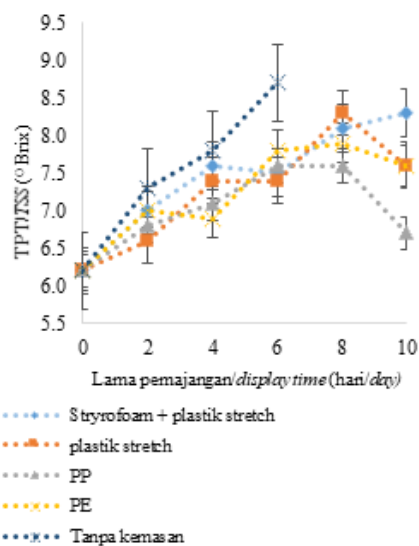 9.5
9.0
8.5
8.0
7.5
7.0
6.5
6.0
5.5
TPT/TSS (ᴼ Brix)
0 2 4 6 8 10
Lama pemajangan/display time (hari/day)
Stryrofoam + plastik stretch
plastik stretch
PP
PE
Tanpa kemasan